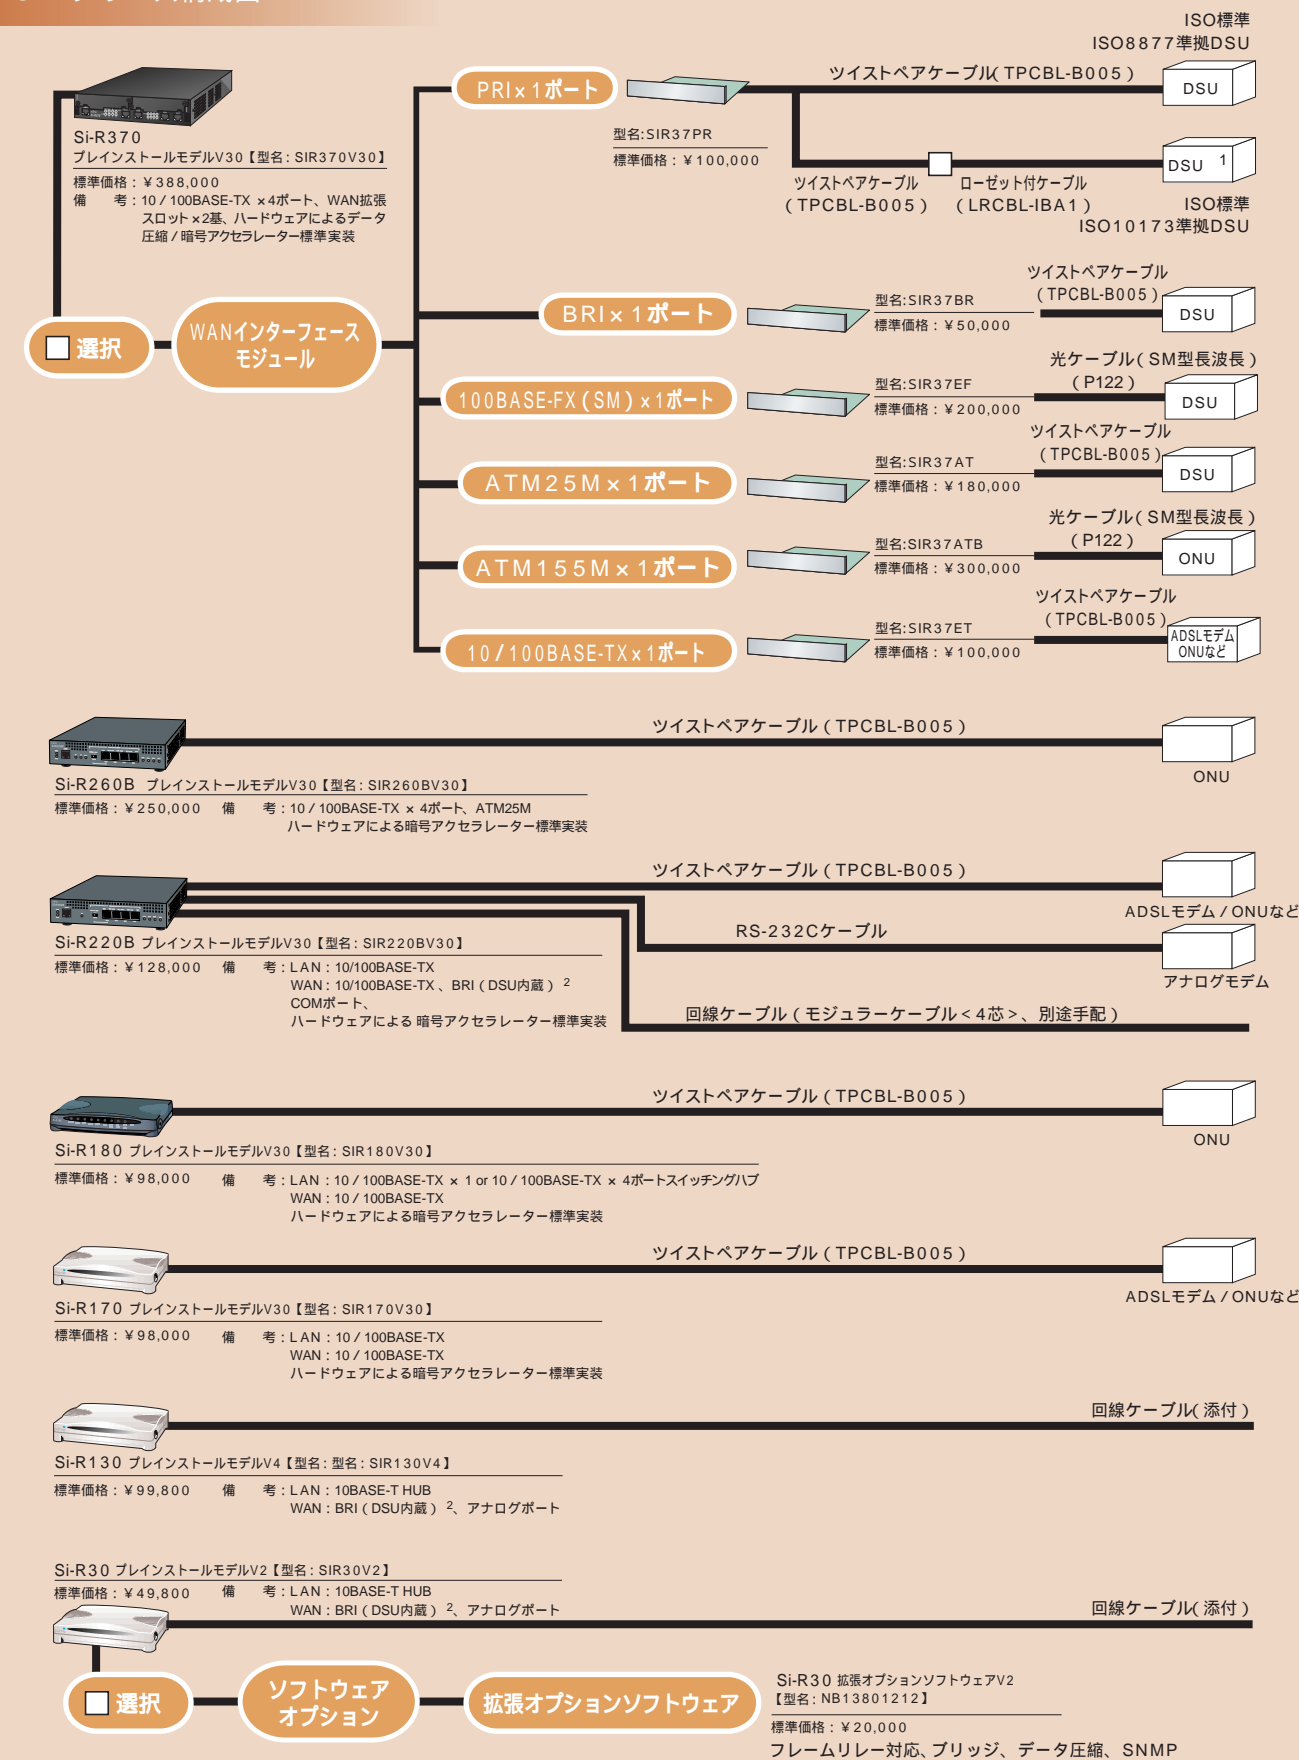 ISO標準
ISO8877準拠DSU
PRI×1ポート
ツイストペアケーブル(TPCBL-B005)
DSU
Si-R370
プレインストールモデルV30【型名:SIR370V30】
標準価格:¥388,000
備 考:10/100BASE-TX ×4ポート、WAN拡張
スロット×2基、ハードウェアによるデータ
圧縮/暗号アクセラレーター標準実装
型名:SIR37PR
標準価格:¥100,000
DSU 1
ツイストペアケーブル
(TPCBL-B005)
ローゼット付ケーブル
(LRCBL-IBA1)
ISO標準
ISO10173準拠DSU
選択
WANインターフェース
モジュール
BRI×1ポート
型名:SIR37BR
標準価格:¥50,000
ツイストペアケーブル
(TPCBL-B005)
DSU
100BASE-FX(SM)×1ポート
型名:SIR37EF
標準価格:¥200,000
光ケーブル(SM型長波長)
(P122)
DSU
ATM25M×1ポート
型名:SIR37AT
標準価格:¥180,000
ツイストペアケーブル
(TPCBL-B005)
DSU
ATM155M×1ポート
型名:SIR37ATB
標準価格:¥300,000
光ケーブル(SM型長波長)
(P122)
ONU
10/100BASE-TX×1ポート
型名:SIR37ET
標準価格:¥100,000
ツイストペアケーブル
(TPCBL-B005)
ADSLモデム
ONUなど
ツイストペアケーブル(TPCBL-B005)
ONU
Si-R260B プレインストールモデルV30【型名:SIR260BV30】
標準価格:¥250,000 備 考:10/100BASE-TX × 4ポート、ATM25M
ハードウェアによる暗号アクセラレーター標準実装
ツイストペアケーブル(TPCBL-B005)
ADSLモデム/ONUなど
RS-232Cケーブル
アナログモデム
回線ケーブル(モジュラーケーブル<4芯>、別途手配)
Si-R220B プレインストールモデルV30【型名:SIR220BV30】
標準価格:¥128,000 備 考:LAN:10/100BASE-TX
WAN:10/100BASE-TX、BRI(DSU内蔵) 2
COMポート、
ハードウェアによる 暗号アクセラレーター標準実装
ツイストペアケーブル(TPCBL-B005)
ONU
Si-R180 プレインストールモデルV30【型名:SIR180V30】
標準価格:¥98,000 備 考:LAN:10/100BASE-TX × 1 or 10/100BASE-TX × 4ポートスイッチングハブ
WAN:10/100BASE-TX
ハードウェアによる暗号アクセラレーター標準実装
ツイストペアケーブル(TPCBL-B005)
ADSLモデム/ONUなど
Si-R170 プレインストールモデルV30【型名:SIR170V30】
標準価格:¥98,000 備 考:LAN:10/100BASE-TX
WAN:10/100BASE-TX
ハードウェアによる暗号アクセラレーター標準実装
回線ケーブル(添付)
Si-R130 プレインストールモデルV4【型名:型名:SIR130V4】
標準価格:¥99,800 備 考:LAN:10BASE-T HUB
WAN:BRI(DSU内蔵) 2、アナログポート
Si-R30 プレインストールモデルV2【型名:SIR30V2】
標準価格:¥49,800 備 考:LAN:10BASE-T HUB
WAN:BRI(DSU内蔵) 2、アナログポート
回線ケーブル(添付)
選択
ソフトウェア
オプション
拡張オプションソフトウェア
Si-R30 拡張オプションソフトウェアV2
【型名:NB13801212】
標準価格:¥20,000
フレームリレー対応、ブリッジ、データ圧縮、SNMP